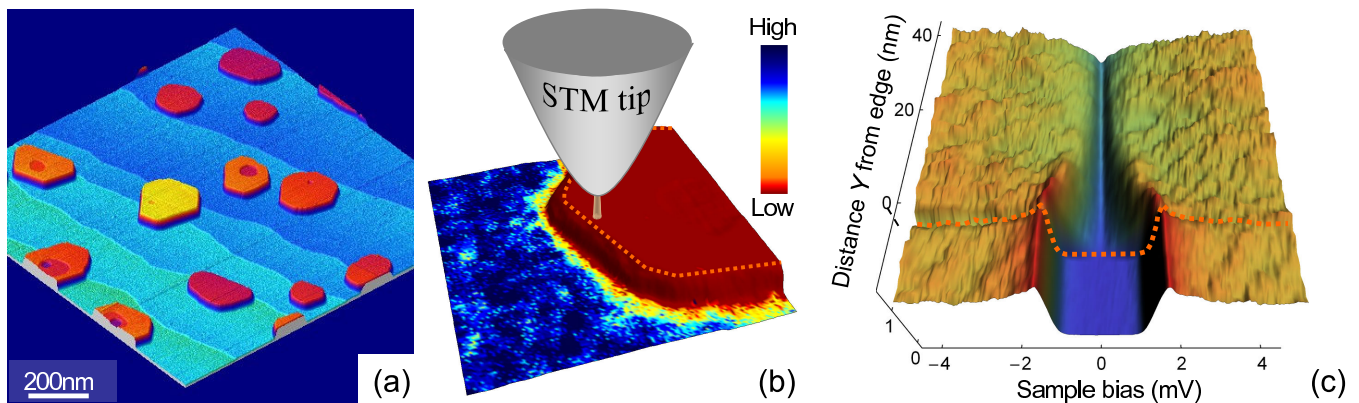 200nm
(a)
High
Low
STM tip
(b)
40
20
0
1
0
Distance Y from edge (nm)
−4
−2
0
2
4
Sample bias (mV)
(c)